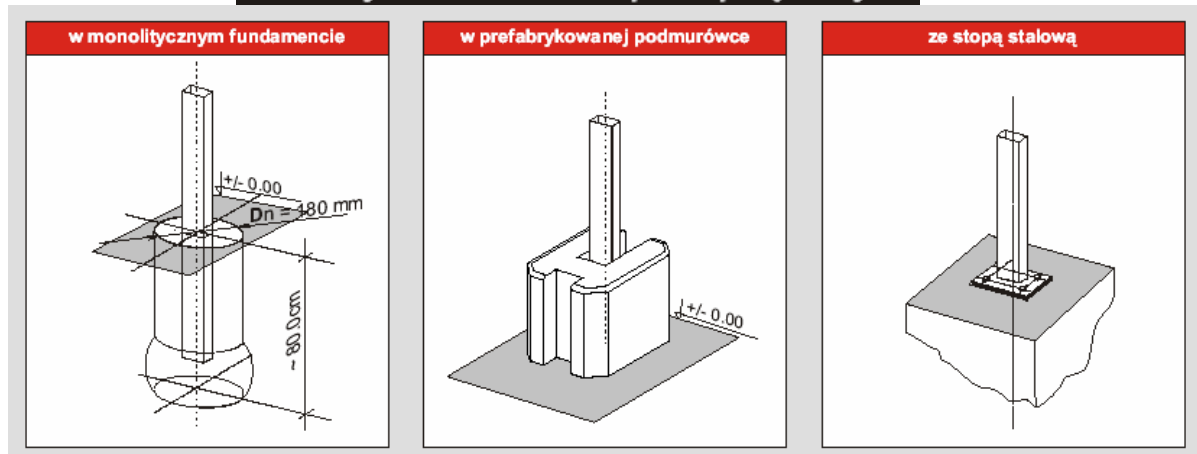 w monolitycznym fundamencie
+/- 0.00
Dn = 180 mm
~ 80.0cm
w prefabrykowanej podmurówce
+/- 0.00
ze stopą stalową